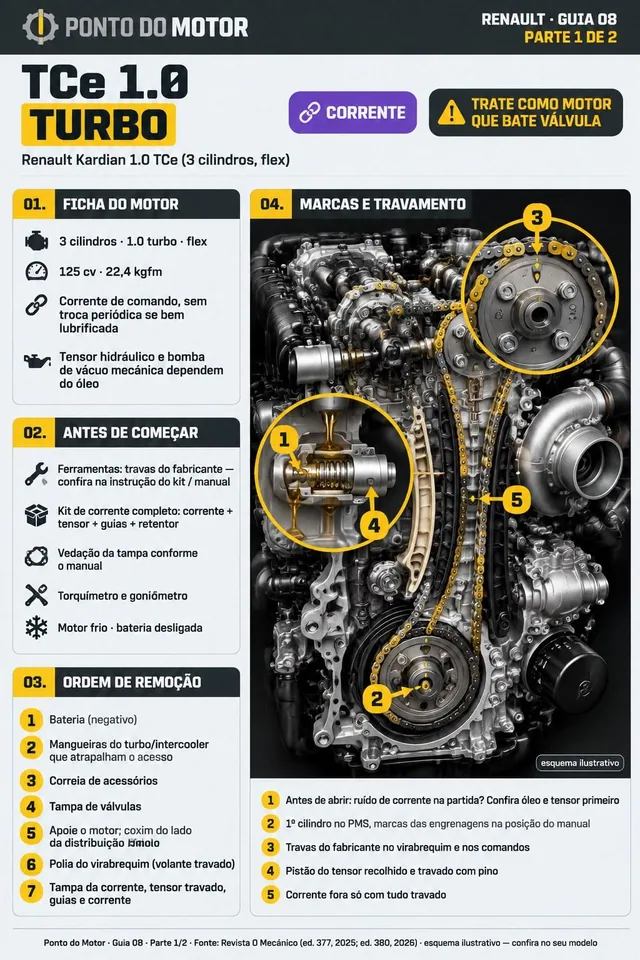 PONTO DO MOTOR
RENAULT · GUIA 08
PARTE 1 DE 2
TCe 1.0
TURBO
CORRENTE
TRATE COMO MOTOR
QUE BATE VÁLVULA
Renault Kardian 1.0 TCe (3 cilindros, flex)
01. FICHA DO MOTOR
3 cilindros · 1.0 turbo · flex
125 cv · 22,4 kgfm
Corrente de comando, sem
troca periódica se bem
lubrificada
Tensor hidráulico e bomba
de vácuo mecánica dependem
do óleo
02. ANTES DE COMEÇAR
Ferramentas: travas do fabricante —
confira na instrução do kit / manual
Kit de corrente completo: corrente +
tensor + guias + retentor
Vedação da tampa conforme
o manual
Torquímetro e goniômetro
Motor frio · bateria desligada
03. ORDEM DE REMOÇÃO
1 Bateria (negativo)
2 Mangueiras do turbo/intercooler
que atrapalham o acesso
3 Correia de acessórios
4 Tampa de válvulas
5 Apoie o motor; coxim do lado
da distribuição
6 Polia do virabrequim (volante travado)
7 Tampa da corrente, tensor travado,
guias e corrente
04. MARCAS E TRAVAMENTO
3
1
4
5
2
esquema ilustrativo
1 Antes de abrir: ruído de corrente na partida? Confira óleo e tensor primeiro
2 1º cilindro no PMS, marcas das engrenagens na posição do manual
3 Travas do fabricante no virabrequim e nos comandos
4 Pistão do tensor recolhido e travado com pino
5 Corrente fora só com tudo travado
Ponto do Motor · Guia 08 · Parte 1/2 · Fonte: Revista O Mecánico (ed. 377, 2025; ed. 380, 2026) · esquema ilustrativo — confira no seu modelo